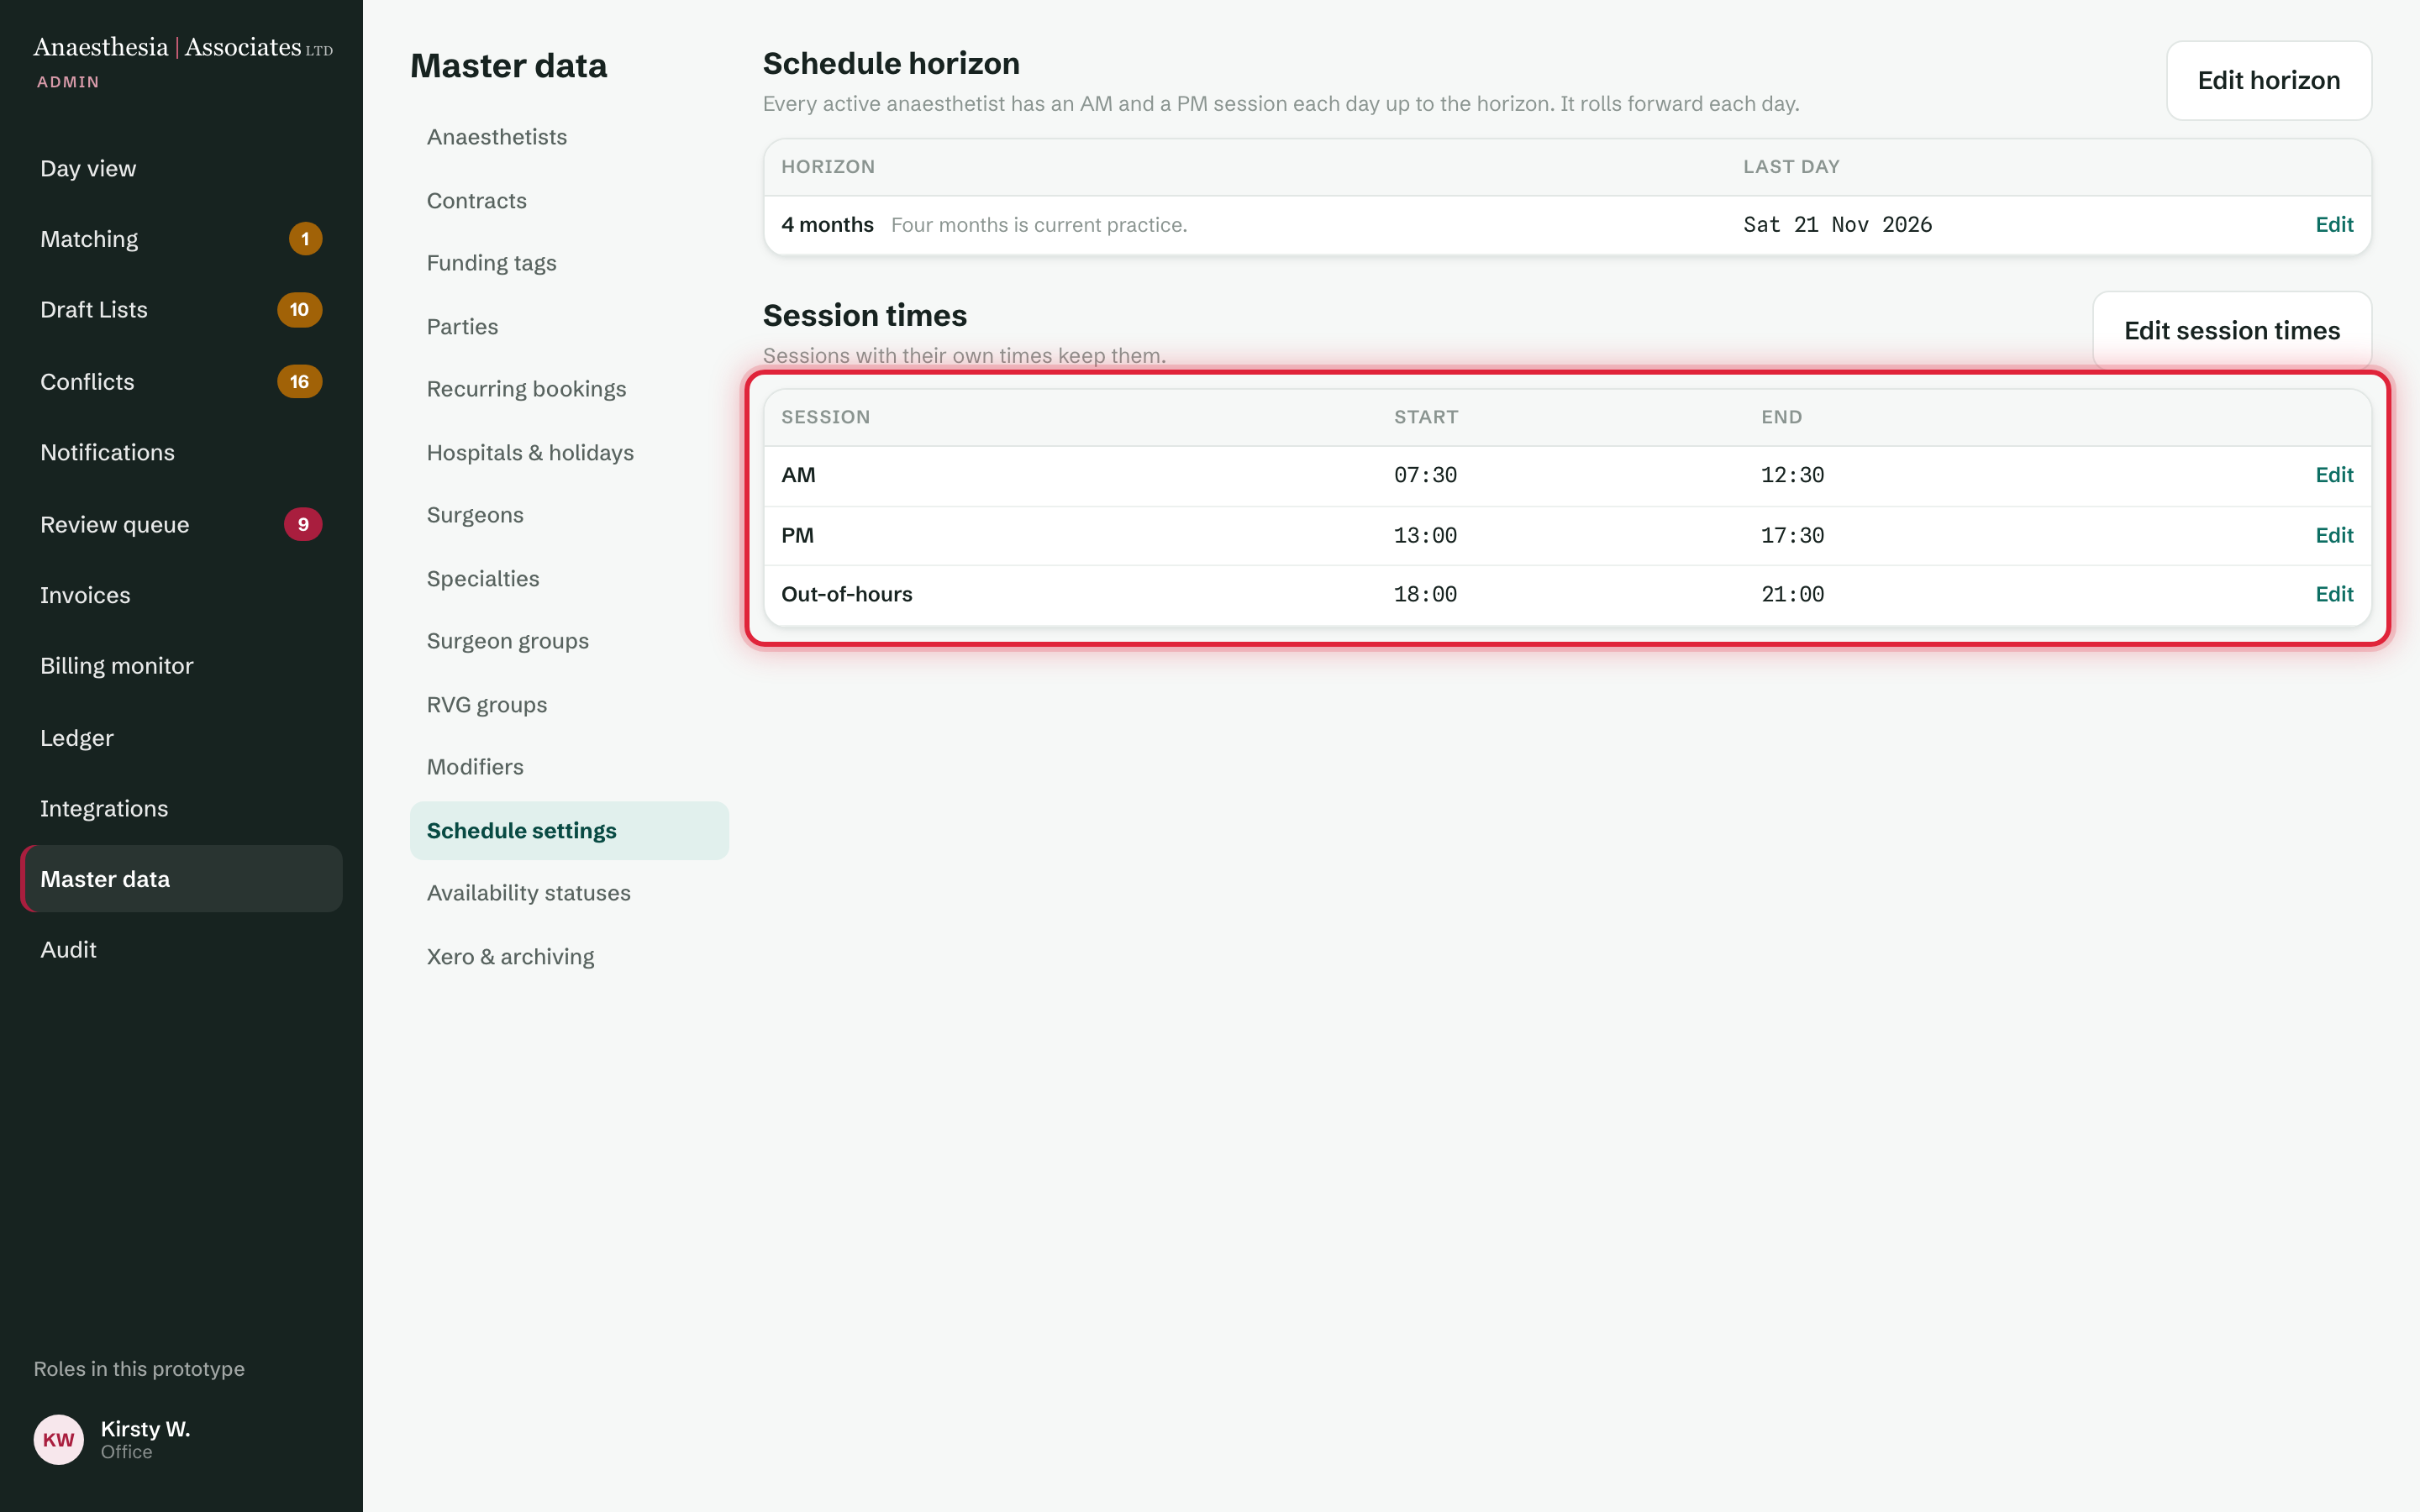 Anaesthesia | Associates LTD
ADMIN
Day view
Matching 1
Draft Lists 10
Conflicts 16
Notifications
Review queue 9
Invoices
Billing monitor
Ledger
Integrations
Master data
Audit
Roles in this prototype
KW
Kirsty W.
Office
Master data
Anaesthetists
Contracts
Funding tags
Parties
Recurring bookings
Hospitals & holidays
Surgeons
Specialties
Surgeon groups
RVG groups
Modifiers
Schedule settings
Availability statuses
Xero & archiving
Schedule horizon
Every active anaesthetist has an AM and a PM session each day up to the horizon. It rolls forward each day.
Edit horizon
HORIZON LAST DAY
4 months Four months is current practice. Sat 21 Nov 2026 Edit
Session times
Sessions with their own times keep them.
Edit session times
SESSION START END
AM 07:30 12:30 Edit
PM 13:00 17:30 Edit
Out-of-hours 18:00 21:00 Edit